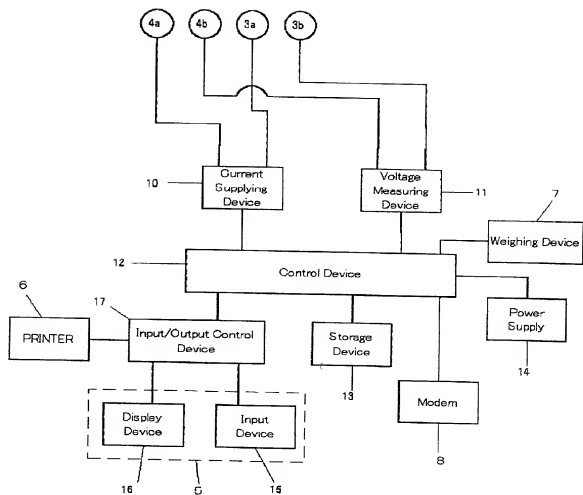 4a 4b 3a 3b
Current
Supplying
Device
10
Voltage
Measuring
Device
11
7
Weighing Device
12
Control Device
6
17
PRINTER
Input/Output Control
Device
Storage
Device
13
Power
Supply
14
Modem
8
Display
Device
Input
Device
16
5
15